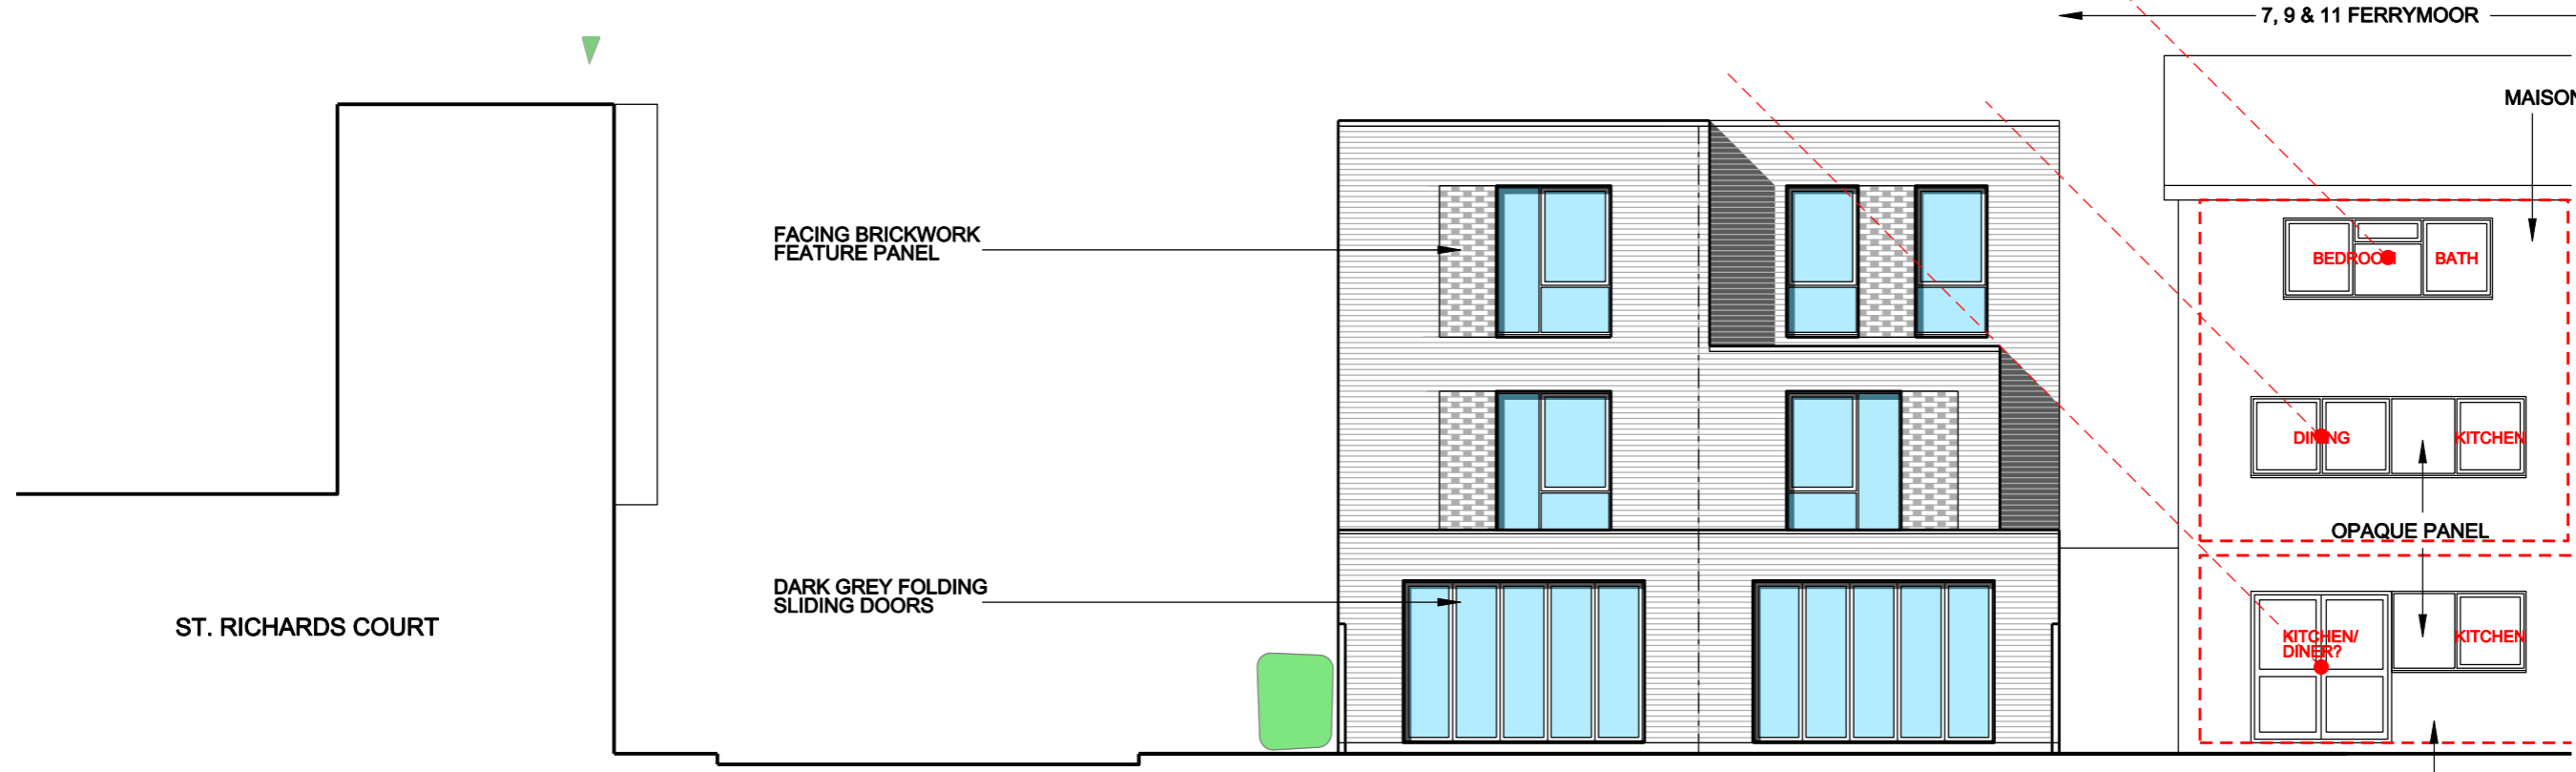 7, 9 & 11 FERRYMOOR
MAISON
FACING BRICKWORK
FEATURE PANEL
BEDROOM
BATH
DINING
KITCHEN
OPAQUE PANEL
DARK GREY FOLDING
SLIDING DOORS
ST. RICHARDS COURT
KITCHEN/
DINER?
KITCHEN